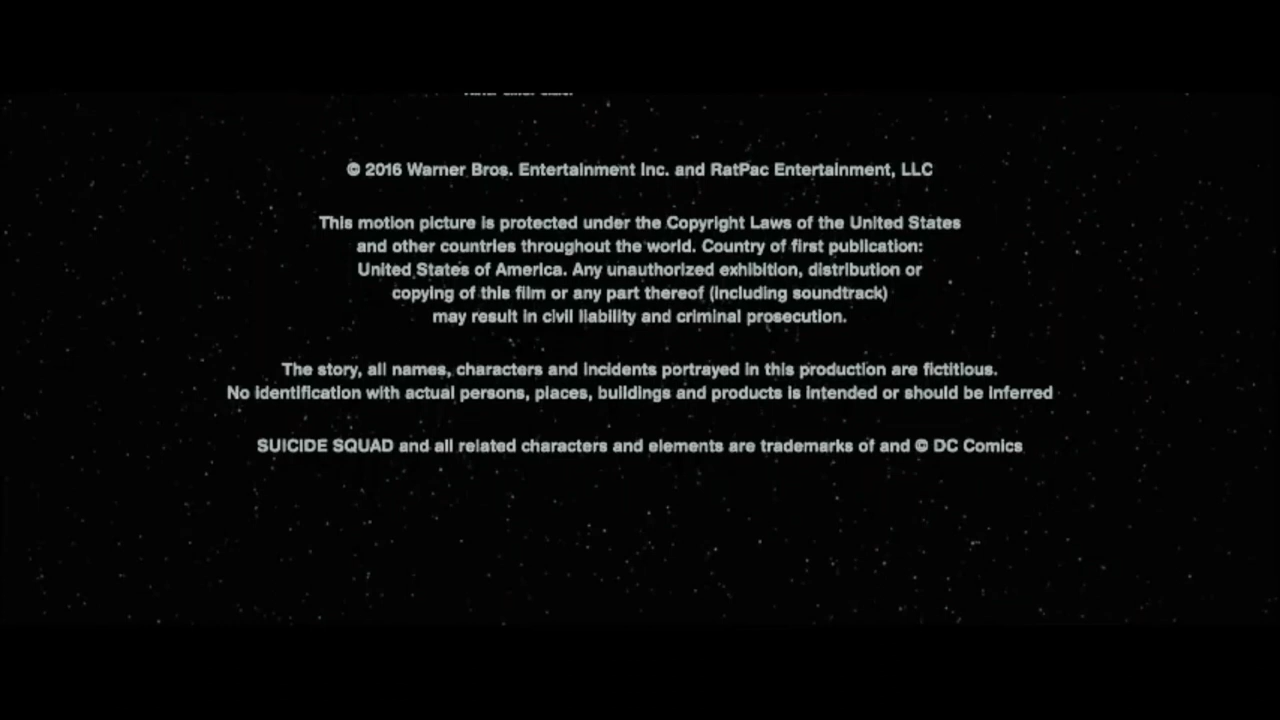 © 2016 Warner Bros. Entertainment Inc. and RatPac Entertainment, LLC
This motion picture is protected under the Copyright Laws of the United States
and other countries throughout the world. Country of first publication:
United States of America. Any unauthorized exhibition, distribution or
copying of this film or any part thereof (including soundtrack)
may result in civil liability and criminal prosecution.
The story, all names, characters and incidents portrayed in this production are fictitious.
No identification with actual persons, places, buildings and products is intended or should be inferred
SUICIDE SQUAD and all related characters and elements are trademarks of and © DC Comics